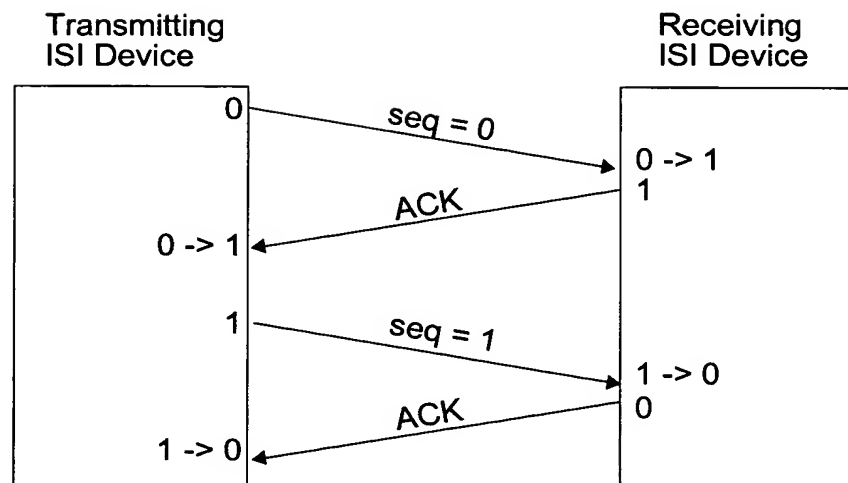 Transmitting
ISI Device
Receiving
ISI Device
0
seq = 0
0 -> 1
1
ACK
0 -> 1
1
seq = 1
1 -> 0
0
ACK
1 -> 0